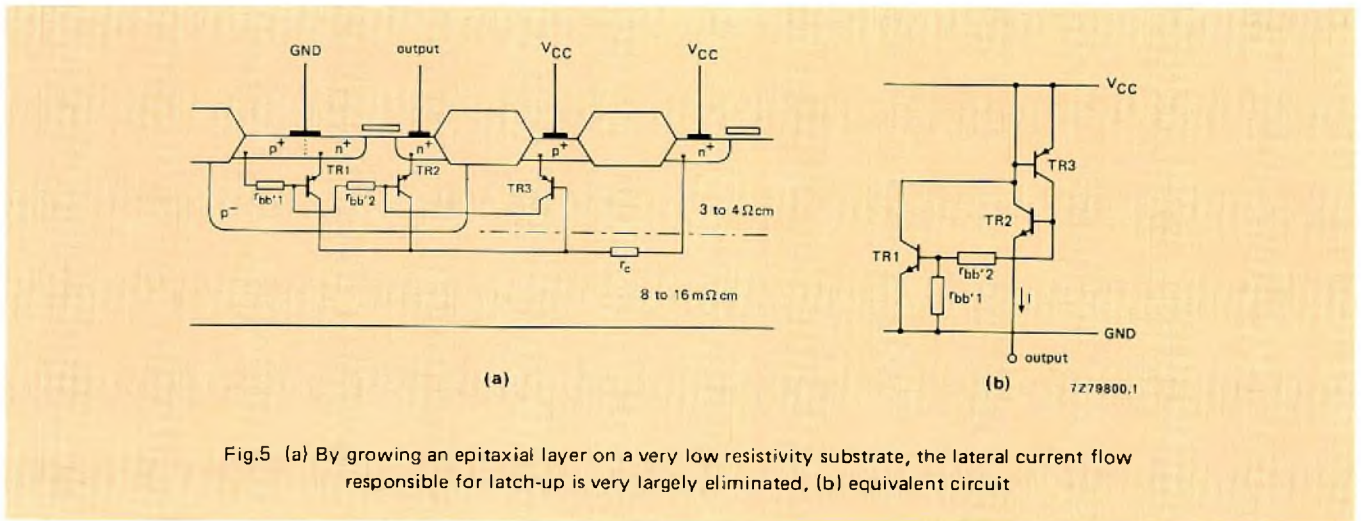 GND output VCC VCC
p+ n+ n+ p+ n+
TR1 TR2 TR3
rbb'1 rbb'2
p−
3 to 4 Ωcm
rc
8 to 16 mΩcm
(a)
VCC
TR3
TR2
TR1
rbb'2
rbb'1
I
GND
output
(b)
7Z79800.1
Fig.5 (a) By growing an epitaxial layer on a very low resistivity substrate, the lateral current flow
responsible for latch-up is very largely eliminated, (b) equivalent circuit